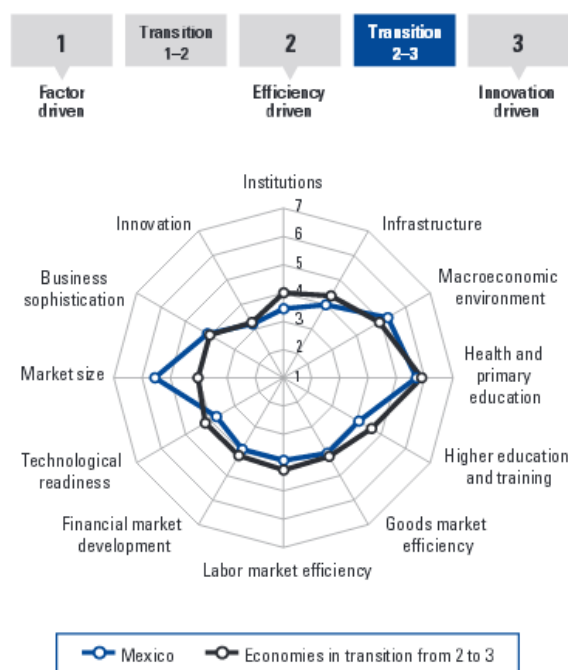 1
Transition
1–2
2
Transition
2–3
3
Factor
driven
Efficiency
driven
Innovation
driven
Institutions
7
6
5
4
3
2
1
Infrastructure
Macroeconomic
environment
Health and
primary
education
Higher education
and training
Goods market
efficiency
Labor market efficiency
Financial market
development
Technological
readiness
Market size
Business
sophistication
Innovation
Mexico
Economies in transition from 2 to 3